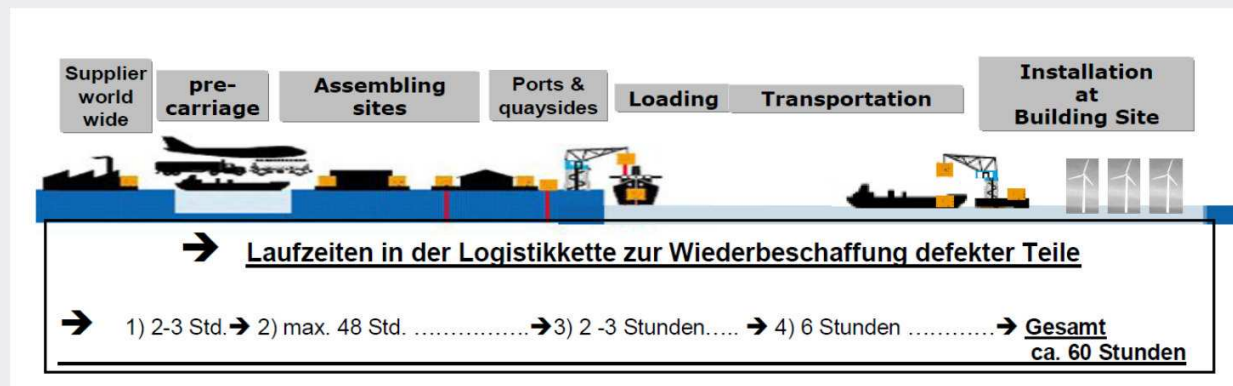 Supplier
world
wide
pre-
carriage
Assembling
sites
Ports &
quaysides
Loading
Transportation
Installation
at
Building Site
➔ Laufzeiten in der Logistikkette zur Wiederbeschaffung defekter Teile
➔ 1) 2-3 Std.➔ 2) max. 48 Std. ................➔3) 2 -3 Stunden..... ➔ 4) 6 Stunden ............➔ Gesamt
ca. 60 Stunden